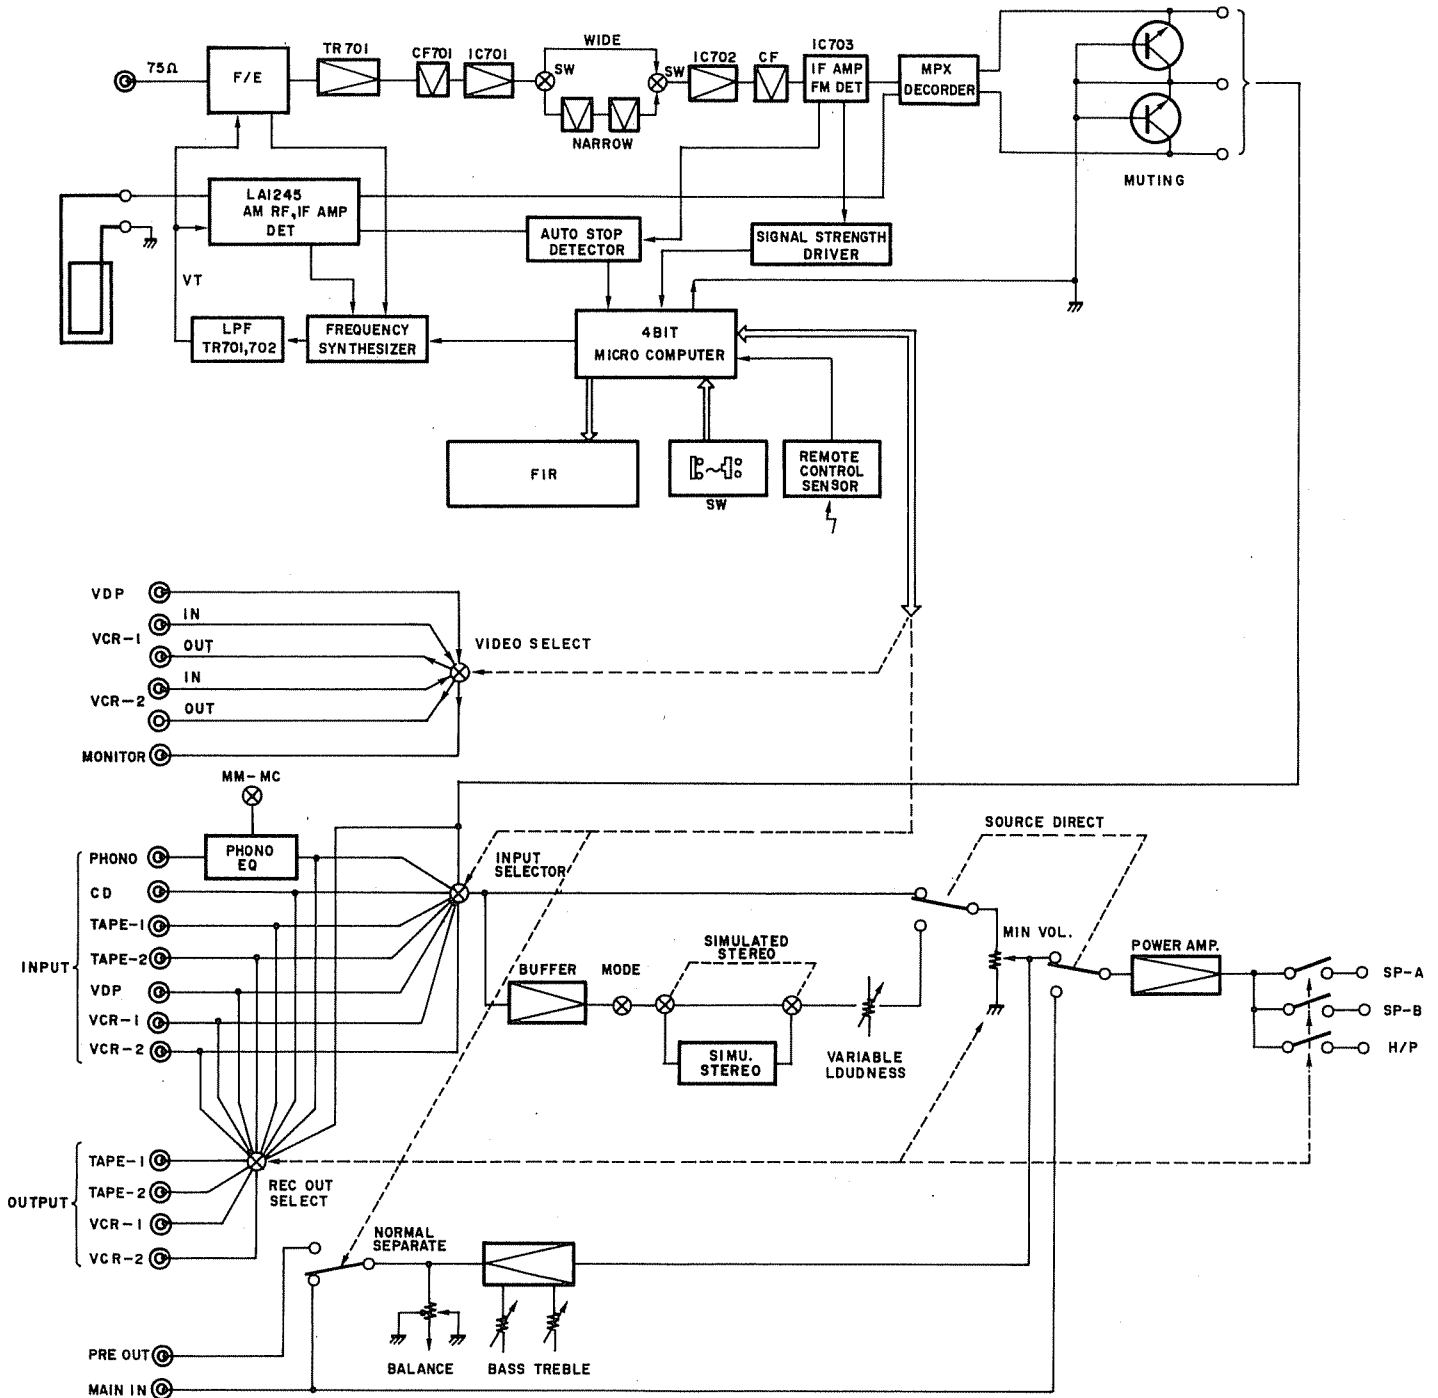 75Ω
F/E
TR701
CF701
IC701
SW
WIDE
NARROW
SW
IC702
CF
IC703
IF AMP
FM DET
MPX
DECORDER
MUTING
LA1245
AM RF, IF AMP
DET
AUTO STOP
DETECTOR
SIGNAL STRENGTH
DRIVER
VT
LPF
TR701,702
FREQUENCY
SYNTHESIZER
4BIT
MICRO COMPUTER
FIR
SW
REMOTE
CONTROL
SENSOR
VDP
VCR-1
IN
OUT
VCR-2
IN
OUT
MONITOR
VIDEO SELECT
MM-MC
PHONO
EQ
INPUT
PHONO
CD
TAPE-1
TAPE-2
VDP
VCR-1
VCR-2
INPUT
SELECTOR
BUFFER
MODE
SIMULATED
STEREO
SIMU.
STEREO
VARIABLE
LDUDNESS
SOURCE DIRECT
MIN VOL.
POWER AMP.
SP-A
SP-B
H/P
OUTPUT
TAPE-1
TAPE-2
VCR-1
VCR-2
REC OUT
SELECT
NORMAL
SEPARATE
BALANCE
BASS TREBLE
PRE OUT
MAIN IN